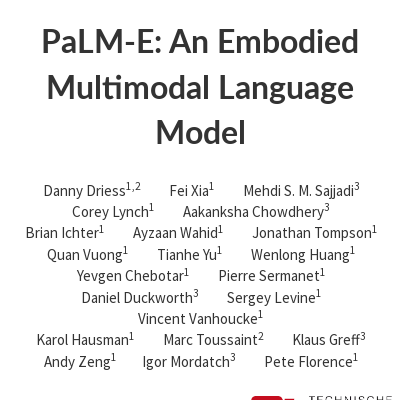 PaLM-E: An Embodied
Multimodal Language
Model
Danny Driess1,2 Fei Xia1 Mehdi S. M. Sajjadi3
Corey Lynch1 Aakanksha Chowdhery3
Brian Ichter1 Ayzaan Wahid1 Jonathan Tompson1
Quan Vuong1 Tianhe Yu1 Wenlong Huang1
Yevgen Chebotar1 Pierre Sermanet1
Daniel Duckworth3 Sergey Levine1
Vincent Vanhoucke1
Karol Hausman1 Marc Toussaint2 Klaus Greff3
Andy Zeng1 Igor Mordatch3 Pete Florence1
TECHNISCHE